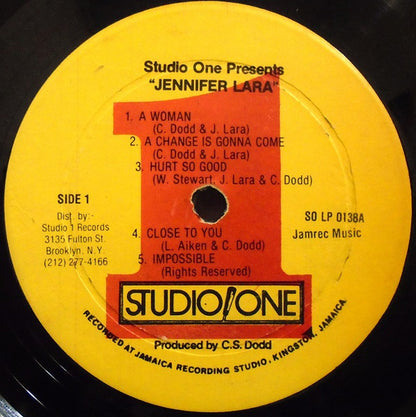 Studio One Presents
"JENNIFER LARA"
1. A WOMAN
(C. Dodd & J. Lara)
2. A CHANGE IS GONNA COME
(C. Dodd & J. Lara)
3. HURT SO GOOD
(W. Stewart, J. Lara & C. Dodd)
SIDE 1
Dist. by:-
Studio 1 Records
3135 Fulton St.
Brooklyn, N.Y.
(212) 277-4166
SO LP 0138A
Jamrec Music
4. CLOSE TO YOU
(L. Aiken & C. Dodd)
5. IMPOSSIBLE
(Rights Reserved)
1
STUDIO/ONE
Produced by C.S. Dodd
RECORDED AT JAMAICA RECORDING STUDIO, KINGSTON, JAMAICA.